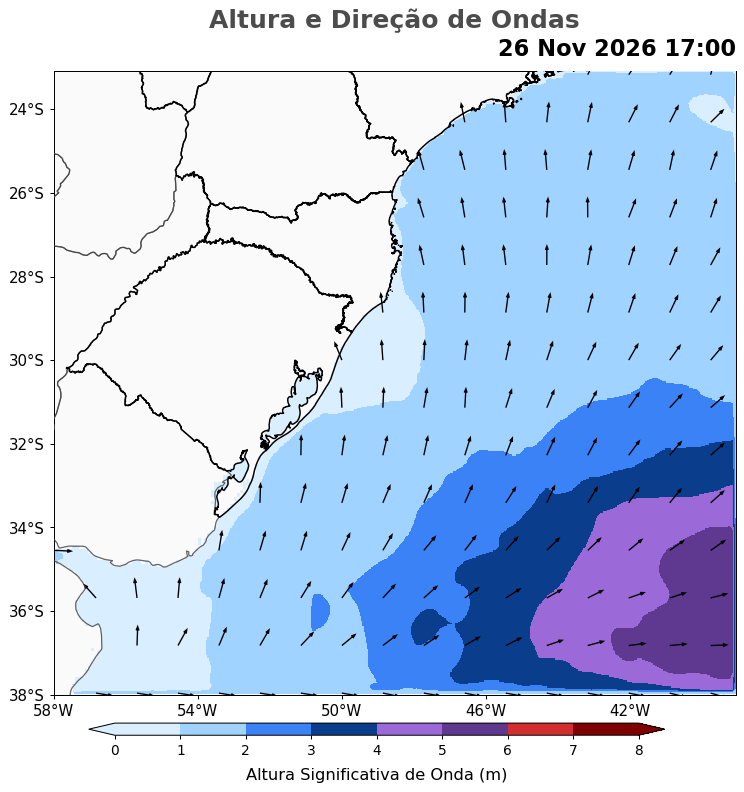 Altura e Direção de Ondas
26 Nov 2026 17:00
24°S
26°S
28°S
30°S
32°S
34°S
36°S
38°S
58°W 54°W 50°W 46°W 42°W
0 1 2 3 4 5 6 7 8
Altura Significativa de Onda (m)